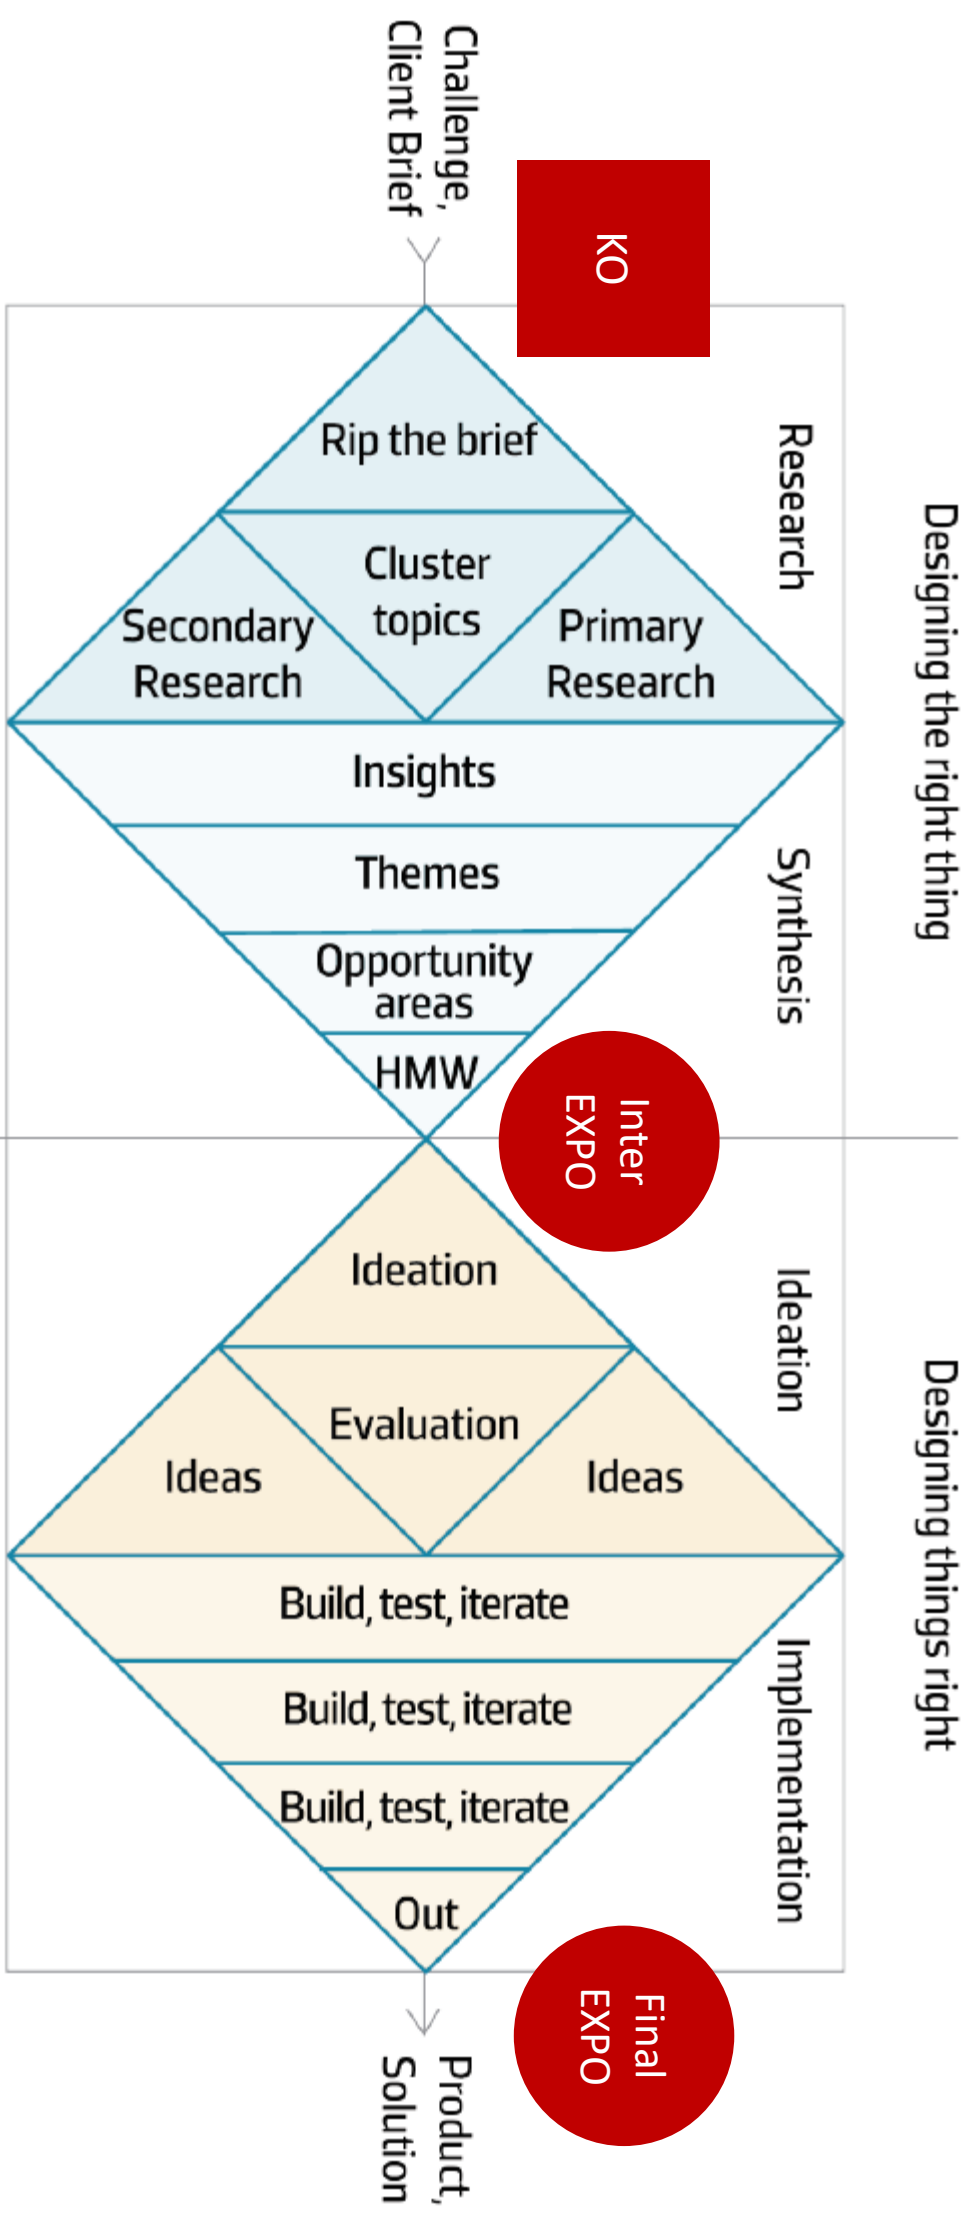 Challenge,
Client Brief
KO
Designing the right thing
Research
Rip the brief
Cluster
topics
Secondary
Research
Primary
Research
Synthesis
Insights
Themes
Opportunity
areas
HMW
Inter
EXPO
Designing things right
Ideation
Ideation
Evaluation
Ideas
Ideas
Implementation
Build, test, iterate
Build, test, iterate
Build, test, iterate
Out
Final
EXPO
Product,
Solution